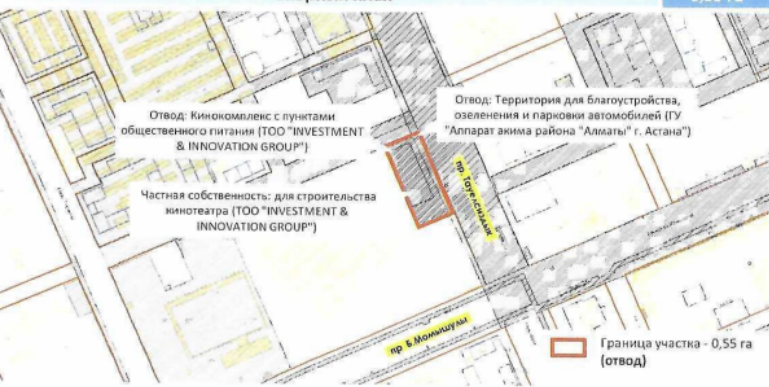 Отвод: Кинокомплекс с пунктами
общественного питания (ТОО "INVESTMENT
& INNOVATION GROUP")
Отвод: Территория для благоустройства,
озеленения и парковки автомобилей (ГУ
"Аппарат акима района "Алматы" г. Астана")
Частная собственность: для строительства
кинотеатра (ТОО "INVESTMENT &
INNOVATION GROUP")
пр. Тәуелсіздік
пр Б.Момышулы
Граница участка - 0,55 га
(отвод)